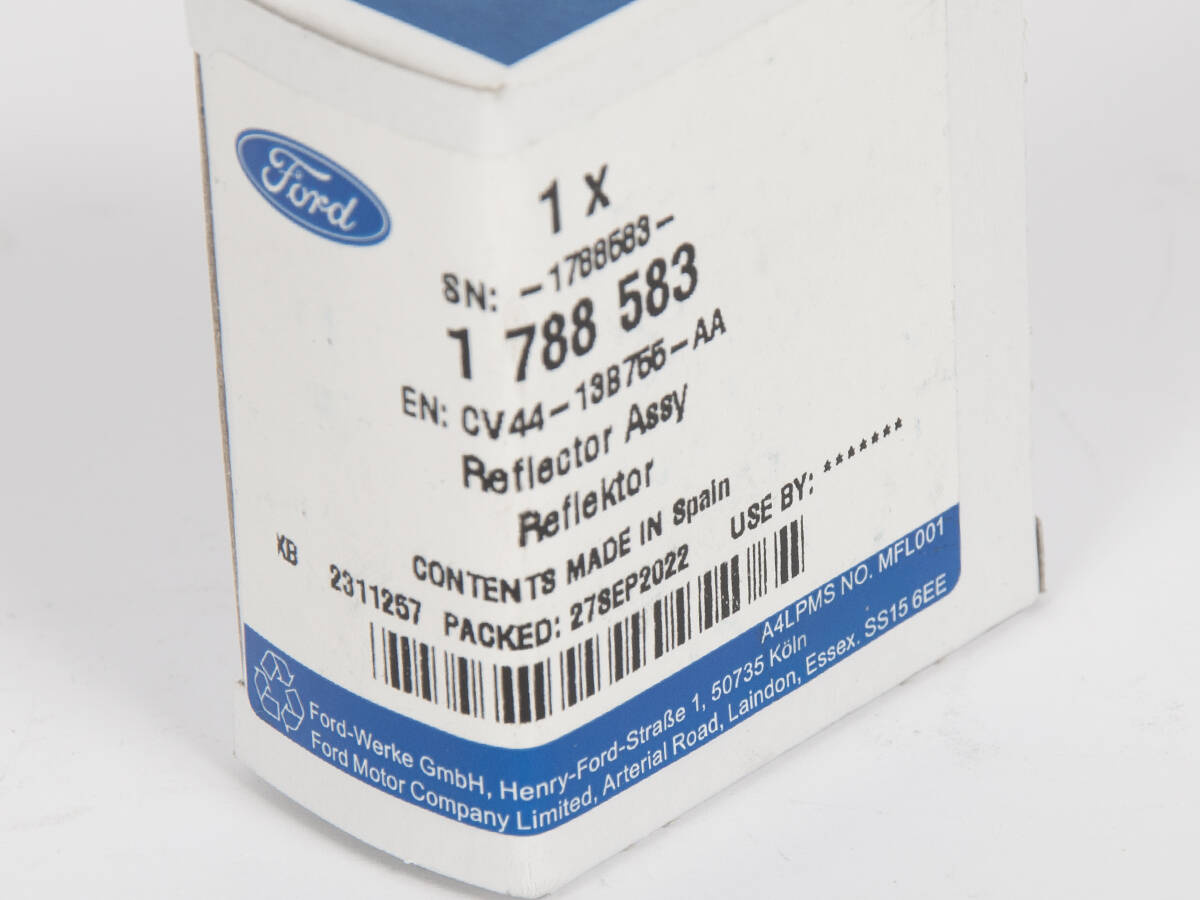 Ford
1 x
SN: -1788583-
1 788 583
EN: CV44-13B755-AA
Reflector Assy
Reflektor
CONTENTS MADE IN Spain
KB 2311257 PACKED: 27SEP2022 USE BY: *******
A4LPMS NO. MFL001
Ford-Werke GmbH, Henry-Ford-Straße 1, 50735 Köln
Ford Motor Company Limited, Arterial Road, Laindon, Essex. SS15 6EE